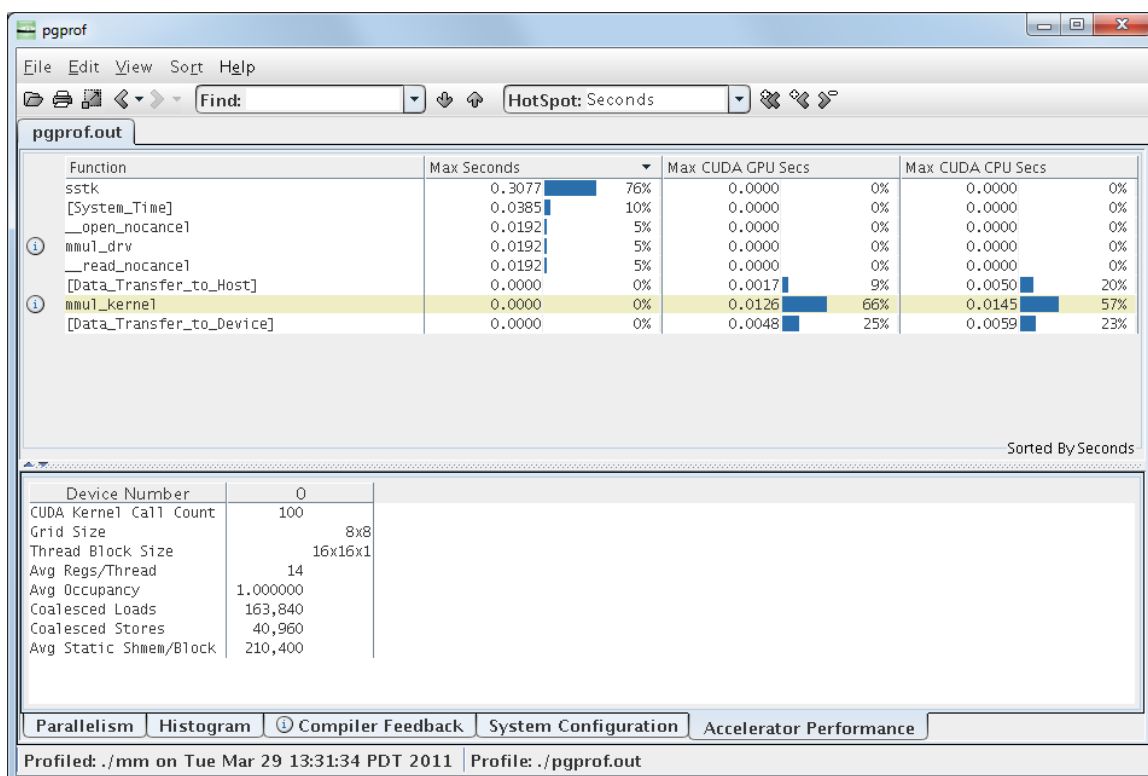 pgprof
File Edit View Sort Help
Find: HotSpot: Seconds
pgprof.out
Function Max Seconds Max CUDA GPU Secs Max CUDA CPU Secs
sstk 0.3077 76% 0.0000 0% 0.0000 0%
[System_Time] 0.0385 10% 0.0000 0% 0.0000 0%
__open_nocancel 0.0192 5% 0.0000 0% 0.0000 0%
mmul_drv 0.0192 5% 0.0000 0% 0.0000 0%
__read_nocancel 0.0192 5% 0.0000 0% 0.0000 0%
[Data_Transfer_to_Host] 0.0000 0% 0.0017 9% 0.0050 20%
mmul_kernel 0.0000 0% 0.0126 66% 0.0145 57%
[Data_Transfer_to_Device] 0.0000 0% 0.0048 25% 0.0059 23%
Sorted By Seconds
Device Number 0
CUDA Kernel Call Count 100
Grid Size 8x8
Thread Block Size 16x16x1
Avg Regs/Thread 14
Avg Occupancy 1.000000
Coalesced Loads 163,840
Coalesced Stores 40,960
Avg Static Shmem/Block 210,400
Parallelism Histogram Compiler Feedback System Configuration Accelerator Performance
Profiled: ./mm on Tue Mar 29 13:31:34 PDT 2011 Profile: ./pgprof.out